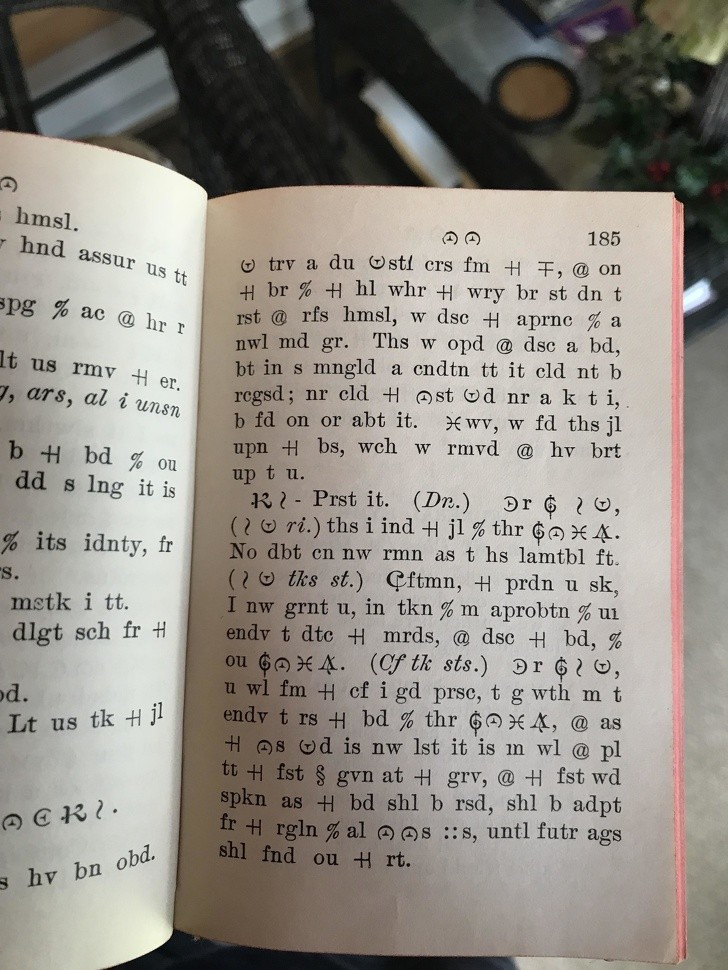 hmsl.
hnd assur us tt
spg % ac @ hr r
lt us rmv er.
ars, al i unsn
b bd % ou
dd s lng it is
% its idnty, fr
mstk i tt.
dlgt sch fr
Lt us tk jl
s hv bn obd.
185
trv a du crs fm ∓, @ on
br % hl whr wry br st dn t
rst @ rfs hmsl, w dsc aprnc % a
nwl md gr. Ths w opd @ dsc a bd,
bt in s mngld a cndtn tt it cld nt b
rcgsd; nr cld nr a k t i,
b fd on or abt it. w fd ths jl
upn bs, wch w rmvd @ hv brt
up t u.
- Prst it. (Dn.)
ri.) ths i ind jl % thr
No dbt cn nw rmn as t hs lamtbl ft.
tks st.) prdn u sk,
I nw grnt u, in tkn % m aprobtn % ui
endv t dtc mrds, @ dsc bd, %
ou (Cf tk sts.)
u wl fm cf i gd prsc, t g wth m t
endv t rs bd % thr @ as
is nw lst it is in wl @ pl
tt fst § gvn at grv, @ fst wd
spkn as bd shl b rsd, shl b adpt
fr rgln % al ::s, untl futr ags
shl fnd ou rt.